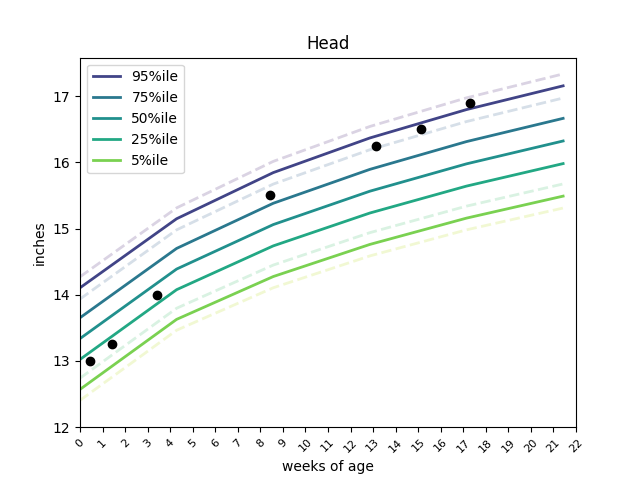 Head
95%ile
75%ile
50%ile
25%ile
5%ile
17
16
15
14
13
12
inches
0 1 2 3 4 5 6 7 8 9 10 11 12 13 14 15 16 17 18 19 20 21 22
weeks of age